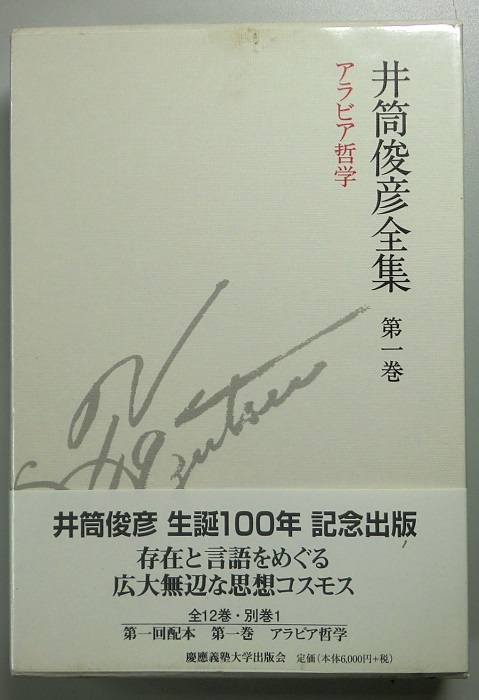 井筒俊彦全集 第一巻
アラビア哲学
T. Izutsu
井筒俊彦 生誕100年 記念出版
存在と言語をめぐる
広大無辺な思想コスモス
全12巻・別巻1
第一回配本 第一巻 アラビア哲学
慶應義塾大学出版会 定価(本体6,000円+税)